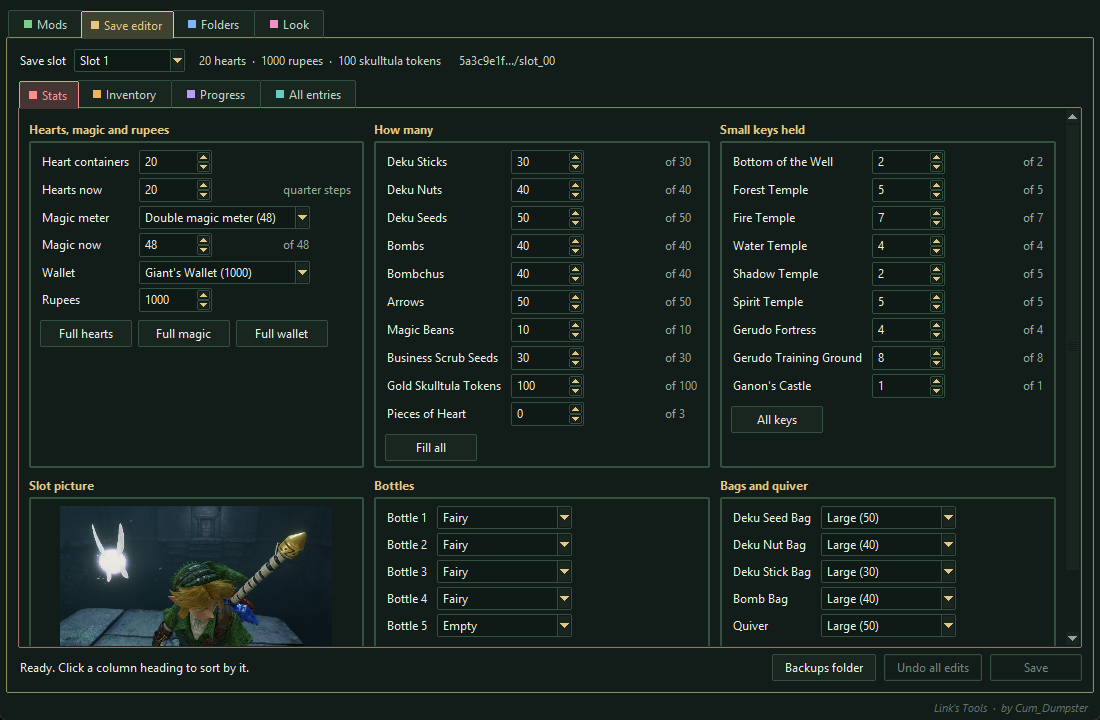 Mods Save editor Folders Look
Save slot Slot 1 20 hearts · 1000 rupees · 100 skulltula tokens 5a3c9e1f.../slot_00
Stats Inventory Progress All entries
Hearts, magic and rupees
Heart containers 20
Hearts now 20 quarter steps
Magic meter Double magic meter (48)
Magic now 48 of 48
Wallet Giant's Wallet (1000)
Rupees 1000
Full hearts Full magic Full wallet
How many
Deku Sticks 30 of 30
Deku Nuts 40 of 40
Deku Seeds 50 of 50
Bombs 40 of 40
Bombchus 40 of 40
Arrows 50 of 50
Magic Beans 10 of 10
Business Scrub Seeds 30 of 30
Gold Skulltula Tokens 100 of 100
Pieces of Heart 0 of 3
Fill all
Small keys held
Bottom of the Well 2 of 2
Forest Temple 5 of 5
Fire Temple 7 of 7
Water Temple 4 of 4
Shadow Temple 2 of 5
Spirit Temple 5 of 5
Gerudo Fortress 4 of 4
Gerudo Training Ground 8 of 8
Ganon's Castle 1 of 1
All keys
Slot picture
Bottles
Bottle 1 Fairy
Bottle 2 Fairy
Bottle 3 Fairy
Bottle 4 Fairy
Bottle 5 Empty
Bags and quiver
Deku Seed Bag Large (50)
Deku Nut Bag Large (40)
Deku Stick Bag Large (30)
Bomb Bag Large (40)
Quiver Large (50)
Ready. Click a column heading to sort by it.
Backups folder Undo all edits Save
Link's Tools · by Cum_Dumpster